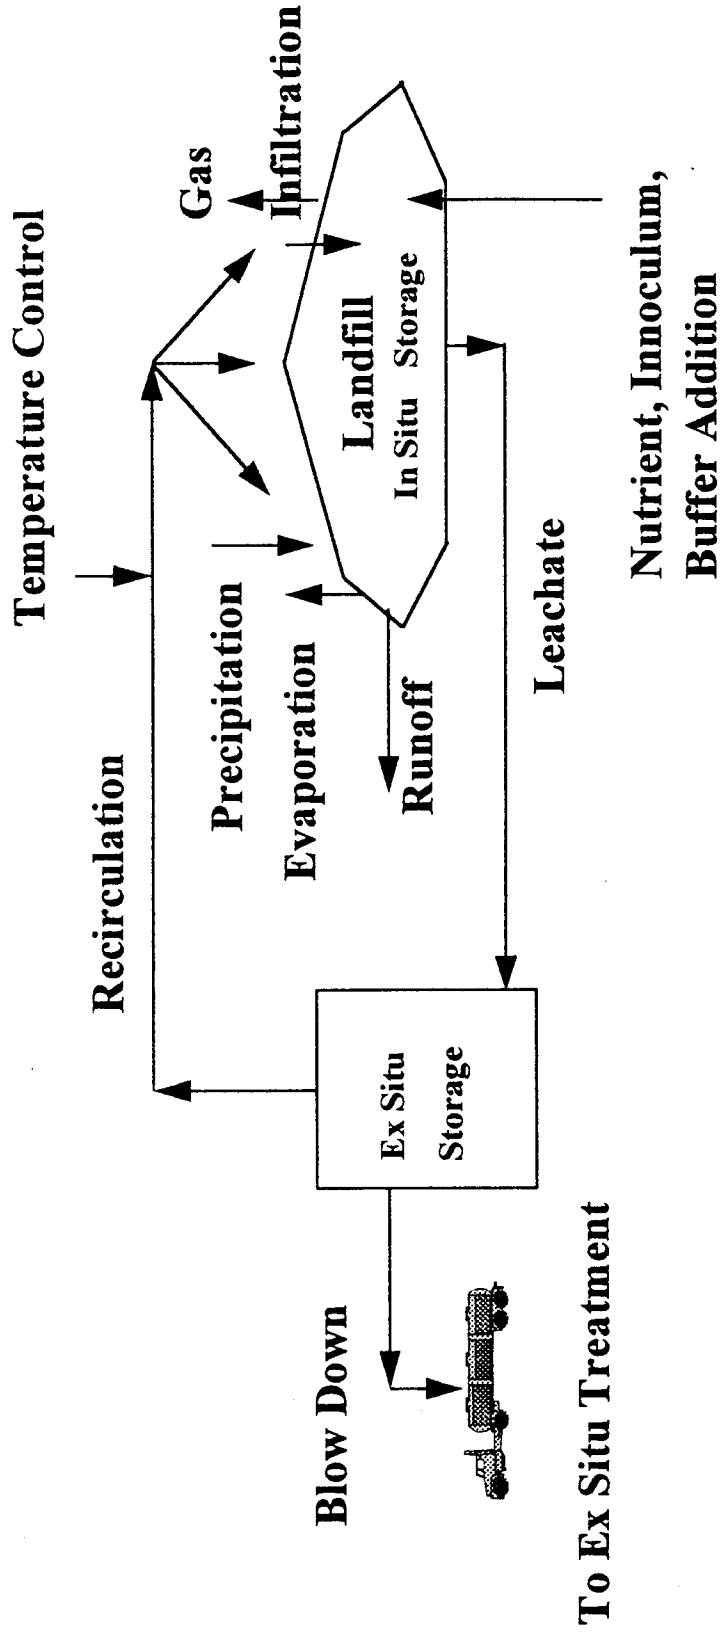 Temperature Control
Recirculation
Gas
Infiltration
Precipitation
Evaporation
Runoff
Landfill
In Situ Storage
Leachate
Nutrient, Innoculum,
Buffer Addition
Ex Situ
Storage
Blow Down
To Ex Situ Treatment